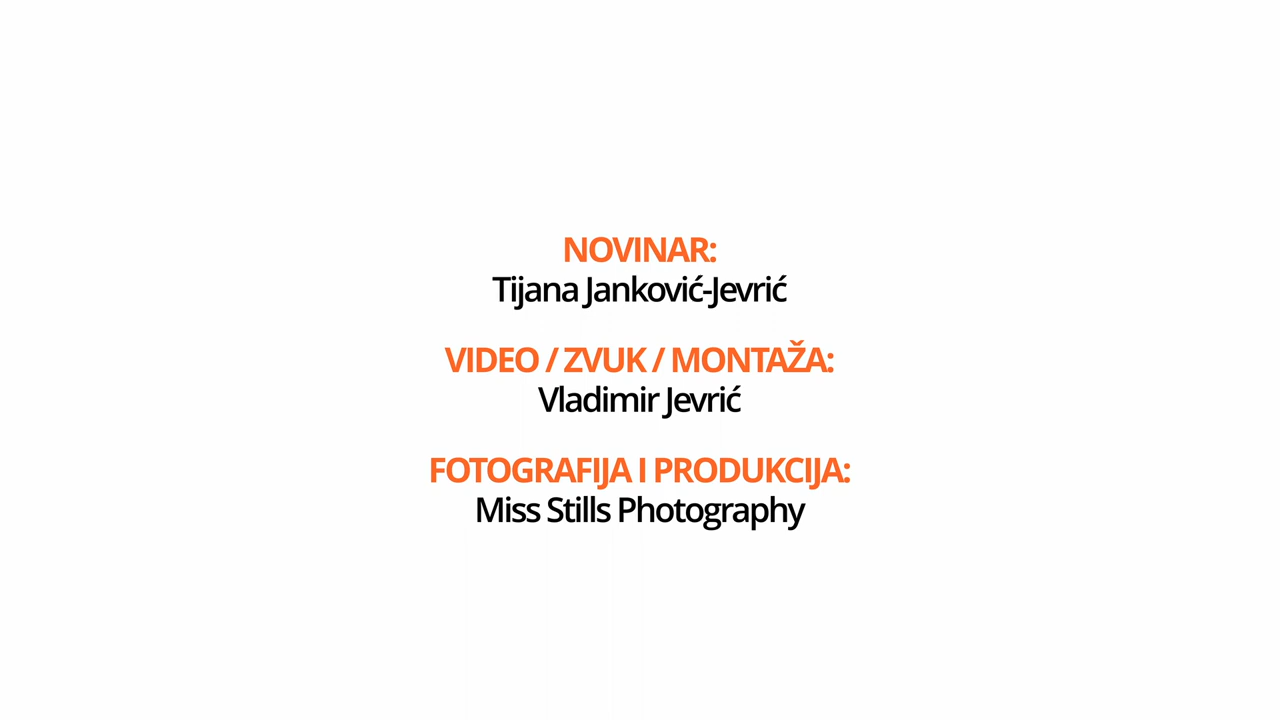 NOVINAR:
Tijana Janković-Jevrić
VIDEO / ZVUK / MONTAŽA:
Vladimir Jevrić
FOTOGRAFIJA I PRODUKCIJA:
Miss Stills Photography